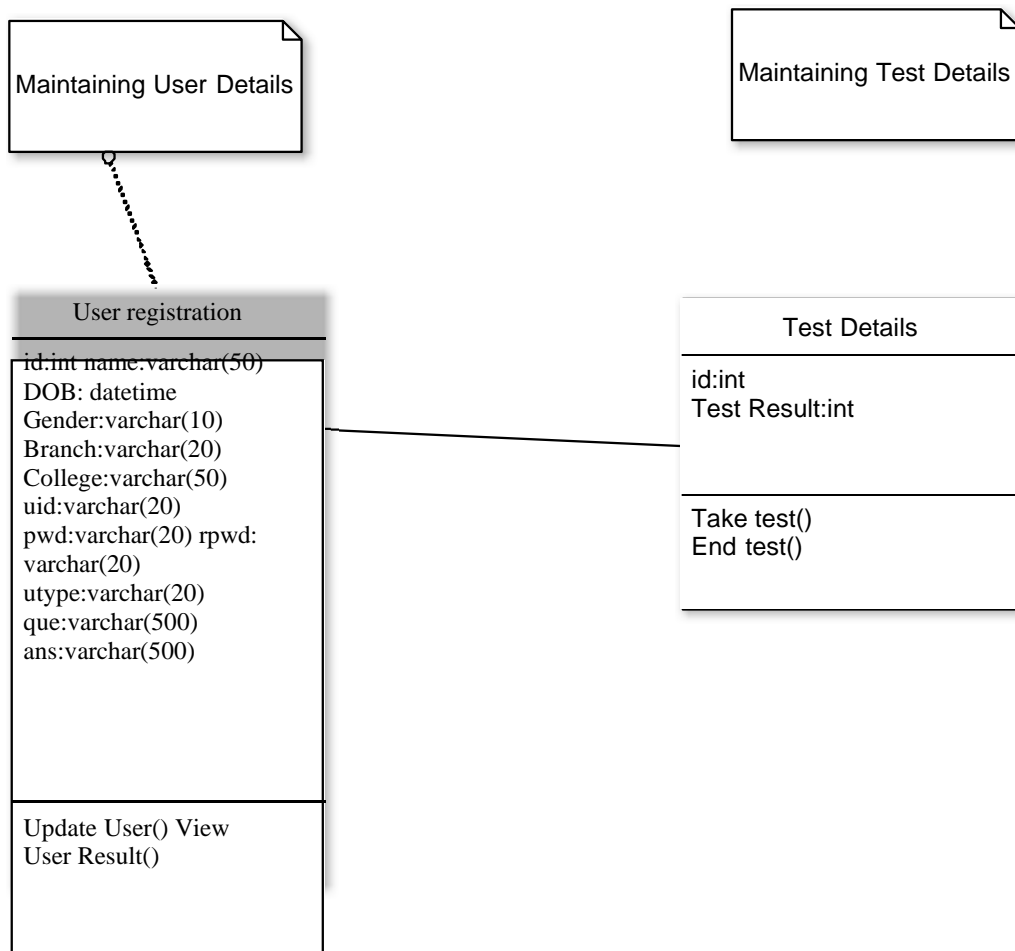 Maintaining User Details
Maintaining Test Details
User registration
id:int name:varchar(50)
DOB: datetime
Gender:varchar(10)
Branch:varchar(20)
College:varchar(50)
uid:varchar(20)
pwd:varchar(20) rpwd:
varchar(20)
utype:varchar(20)
que:varchar(500)
ans:varchar(500)
Update User() View
User Result()
Test Details
id:int
Test Result:int
Take test()
End test()